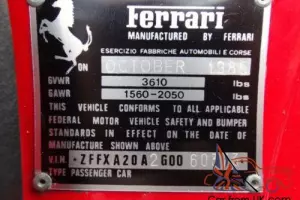 Ferrari
MANUFACTURED BY FERRARI
ESERCIZIO FABBRICHE AUTOMOBILI E CORSE
ON OCTOBER
GVWR 3610 lbs
GAWR 1560-2050 lbs
THIS VEHICLE CONFORMS TO ALL APPLICABLE
FEDERAL MOTOR VEHICLE SAFETY AND BUMPER
STANDARDS IN EFFECT ON THE DATE OF
MANUFACTURE SHOWN ABOVE
V.I.N. ZFFXA20A2G00
TYPE PASSENGER CAR